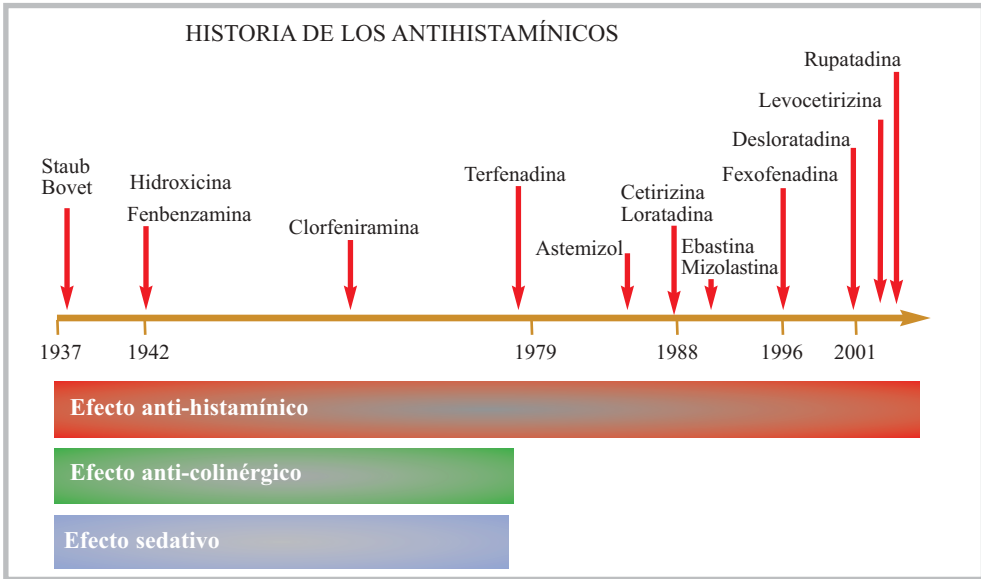 HISTORIA DE LOS ANTIHISTAMÍNICOS
Rupatadina
Levocetirizina
Desloratadina
Staub
Bovet
Hidroxicina
Fenbenzamina
Clorfeniramina
Terfenadina
Astemizol
Cetirizina
Loratadina
Ebastina
Mizolastina
Fexofenadina
1937
1942
1979
1988
1996
2001
Efecto anti-histamínico
Efecto anti-colinérgico
Efecto sedativo